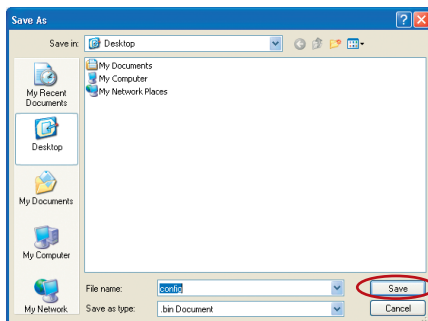 Save As
Save in:
Desktop
My Documents
My Computer
My Network Places
My Recent
Documents
Desktop
My Documents
My Computer
My Network
File name:
config
Save
Save as type:
.bin Document
Cancel